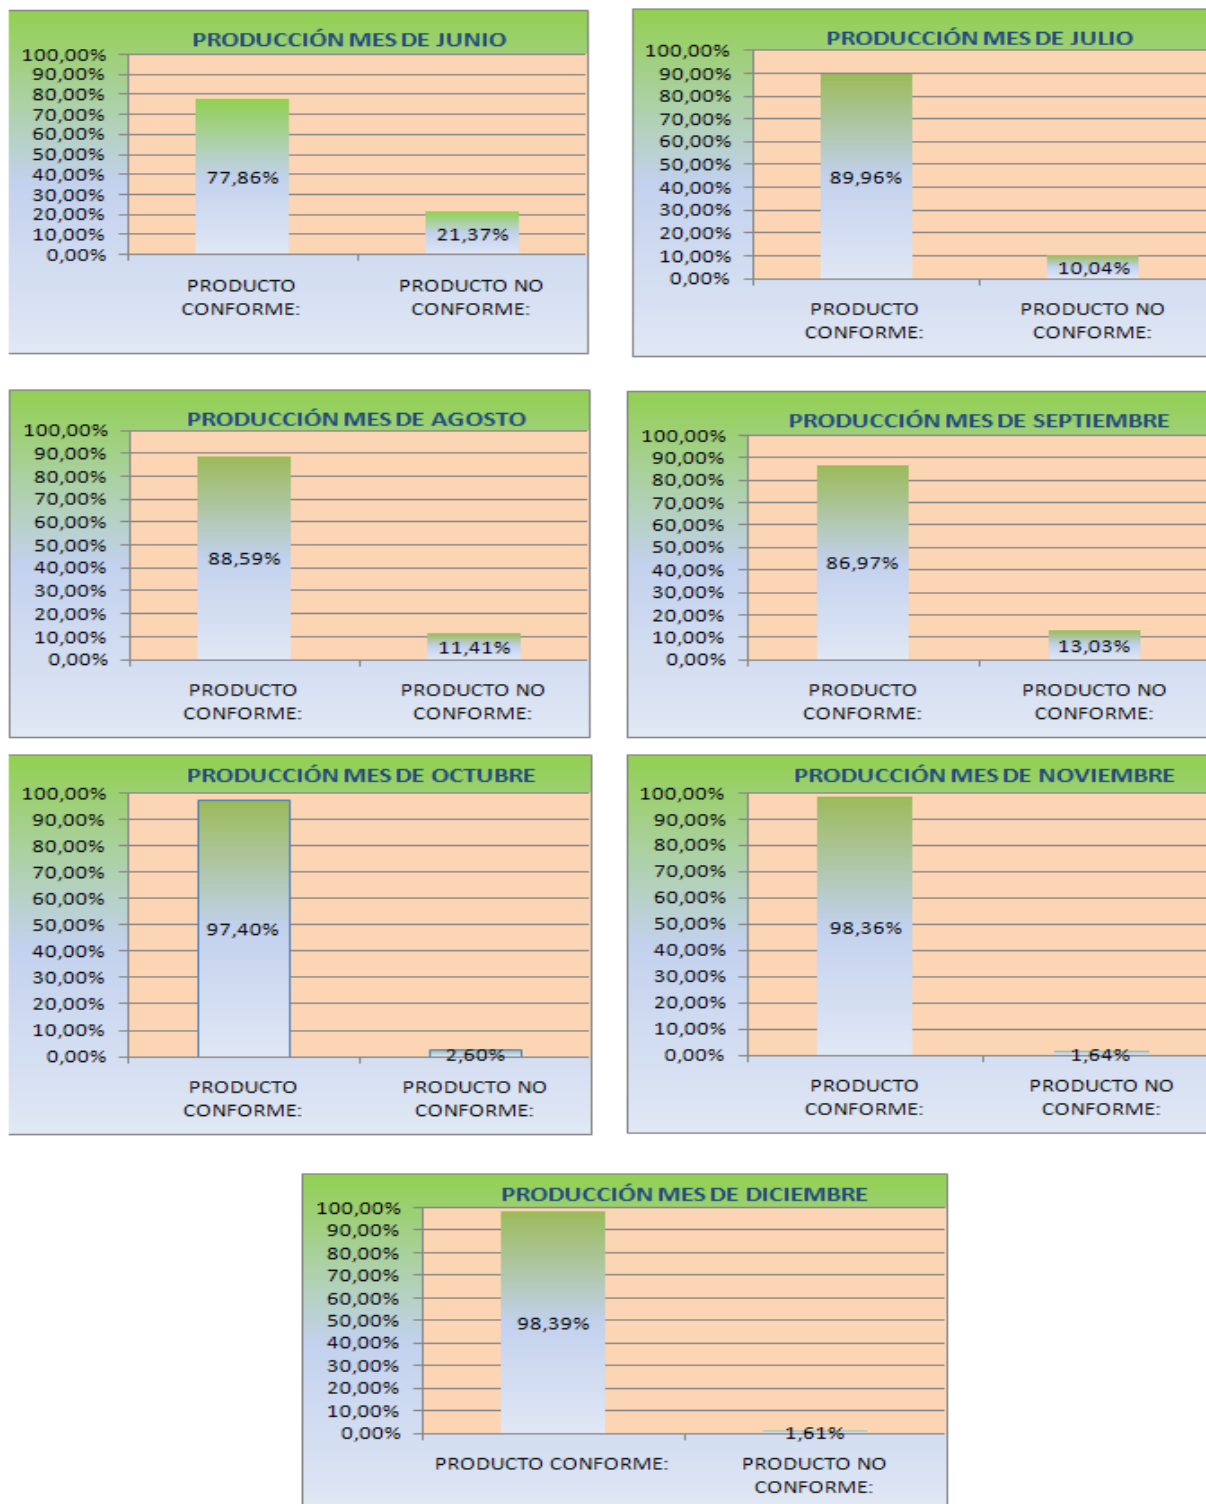 PRODUCCIÓN MES DE JUNIO
100,00%
90,00%
80,00%
70,00%
60,00%
50,00%
40,00%
30,00%
20,00%
10,00%
0,00%
77,86%
21,37%
PRODUCTO
CONFORME:
PRODUCTO NO
CONFORME:
PRODUCCIÓN MES DE JULIO
100,00%
90,00%
80,00%
70,00%
60,00%
50,00%
40,00%
30,00%
20,00%
10,00%
0,00%
89,96%
10,04%
PRODUCTO
CONFORME:
PRODUCTO NO
CONFORME:
PRODUCCIÓN MES DE AGOSTO
100,00%
90,00%
80,00%
70,00%
60,00%
50,00%
40,00%
30,00%
20,00%
10,00%
0,00%
88,59%
11,41%
PRODUCTO
CONFORME:
PRODUCTO NO
CONFORME:
PRODUCCIÓN MES DE SEPTIEMBRE
100,00%
90,00%
80,00%
70,00%
60,00%
50,00%
40,00%
30,00%
20,00%
10,00%
0,00%
86,97%
13,03%
PRODUCTO
CONFORME:
PRODUCTO NO
CONFORME:
PRODUCCIÓN MES DE OCTUBRE
100,00%
90,00%
80,00%
70,00%
60,00%
50,00%
40,00%
30,00%
20,00%
10,00%
0,00%
97,40%
2,60%
PRODUCTO
CONFORME:
PRODUCTO NO
CONFORME:
PRODUCCIÓN MES DE NOVIEMBRE
100,00%
90,00%
80,00%
70,00%
60,00%
50,00%
40,00%
30,00%
20,00%
10,00%
0,00%
98,36%
1,64%
PRODUCTO
CONFORME:
PRODUCTO NO
CONFORME:
PRODUCCIÓN MES DE DICIEMBRE
100,00%
90,00%
80,00%
70,00%
60,00%
50,00%
40,00%
30,00%
20,00%
10,00%
0,00%
98,39%
1,61%
PRODUCTO CONFORME:
PRODUCTO NO
CONFORME: